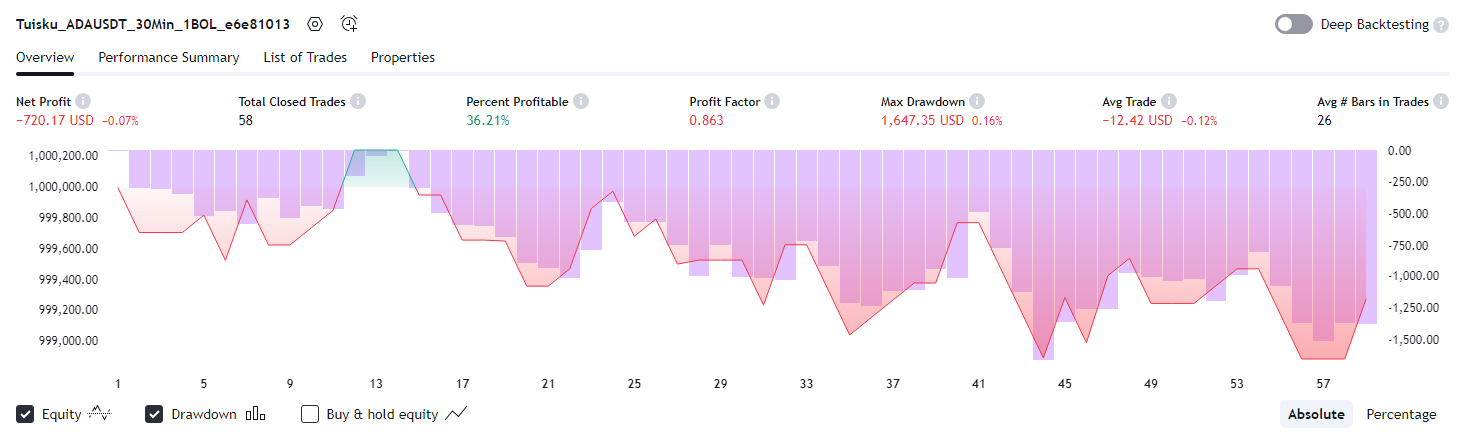 Tuisku_ADAUSDT_30Min_1BOL_e6e81013 Deep Backtesting
Overview Performance Summary List of Trades Properties
Net Profit Total Closed Trades Percent Profitable Profit Factor Max Drawdown Avg Trade Avg # Bars in Trades
−720.17 USD −0.07% 58 36.21% 0.863 1,647.35 USD 0.16% −12.42 USD −0.12% 26
1,000,200.00 0.00
1,000,000.00 -250.00
999,800.00 -500.00
999,600.00 -750.00
999,400.00 -1,000.00
999,200.00 -1,250.00
999,000.00 -1,500.00
1 5 9 13 17 21 25 29 33 37 41 45 49 53 57
Equity Drawdown Buy & hold equity Absolute Percentage